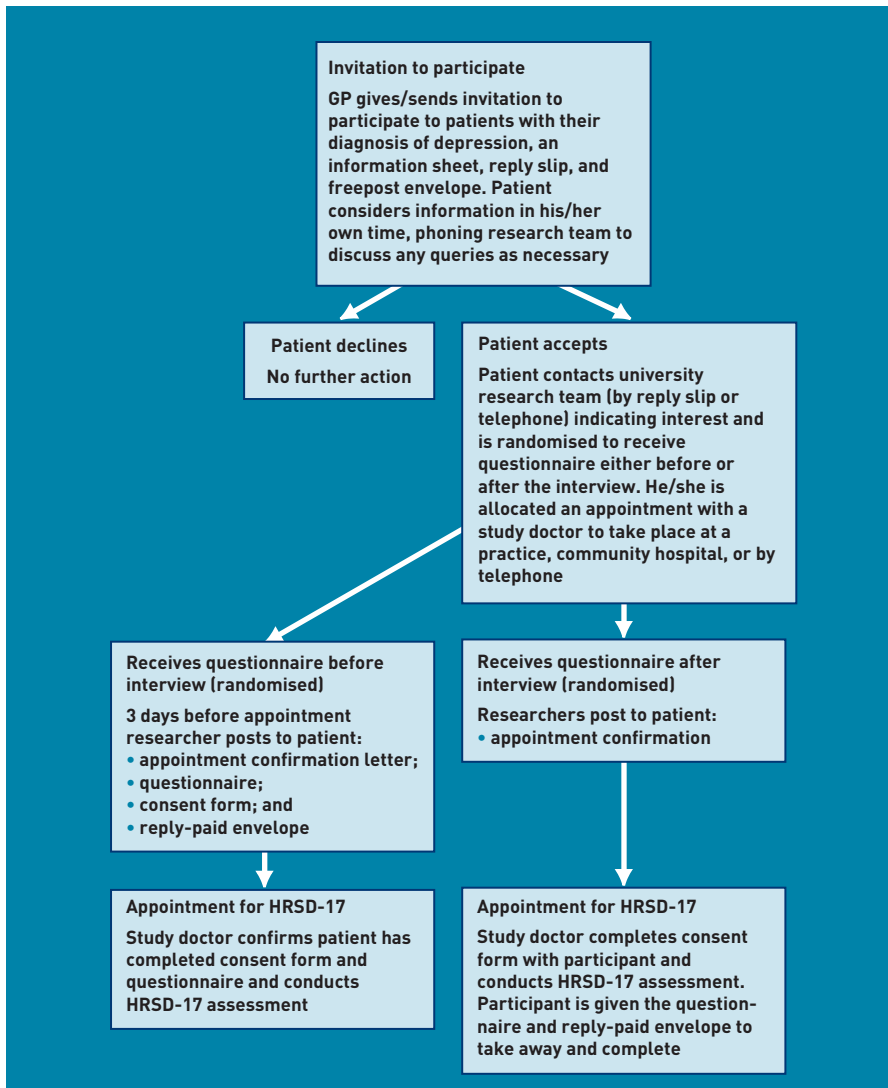 Invitation to participate
GP gives/sends invitation to
participate to patients with their
diagnosis of depression, an
information sheet, reply slip, and
freepost envelope. Patient
considers information in his/her
own time, phoning research team to
discuss any queries as necessary
Patient declines
No further action
Patient accepts
Patient contacts university
research team (by reply slip or
telephone) indicating interest and
is randomised to receive
questionnaire either before or
after the interview. He/she is
allocated an appointment with a
study doctor to take place at a
practice, community hospital, or by
telephone
Receives questionnaire before
interview (randomised)
3 days before appointment
researcher posts to patient:
• appointment confirmation letter;
• questionnaire;
• consent form; and
• reply-paid envelope
Receives questionnaire after
interview (randomised)
Researchers post to patient:
• appointment confirmation
Appointment for HRSD-17
Study doctor confirms patient has
completed consent form and
questionnaire and conducts
HRSD-17 assessment
Appointment for HRSD-17
Study doctor completes consent
form with participant and
conducts HRSD-17 assessment.
Participant is given the question-
naire and reply-paid envelope to
take away and complete